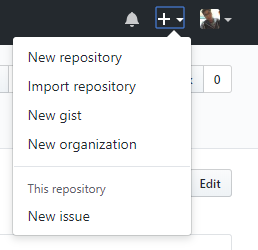 New repository
Import repository
0
New gist
New organization
This repository
Edit
New issue